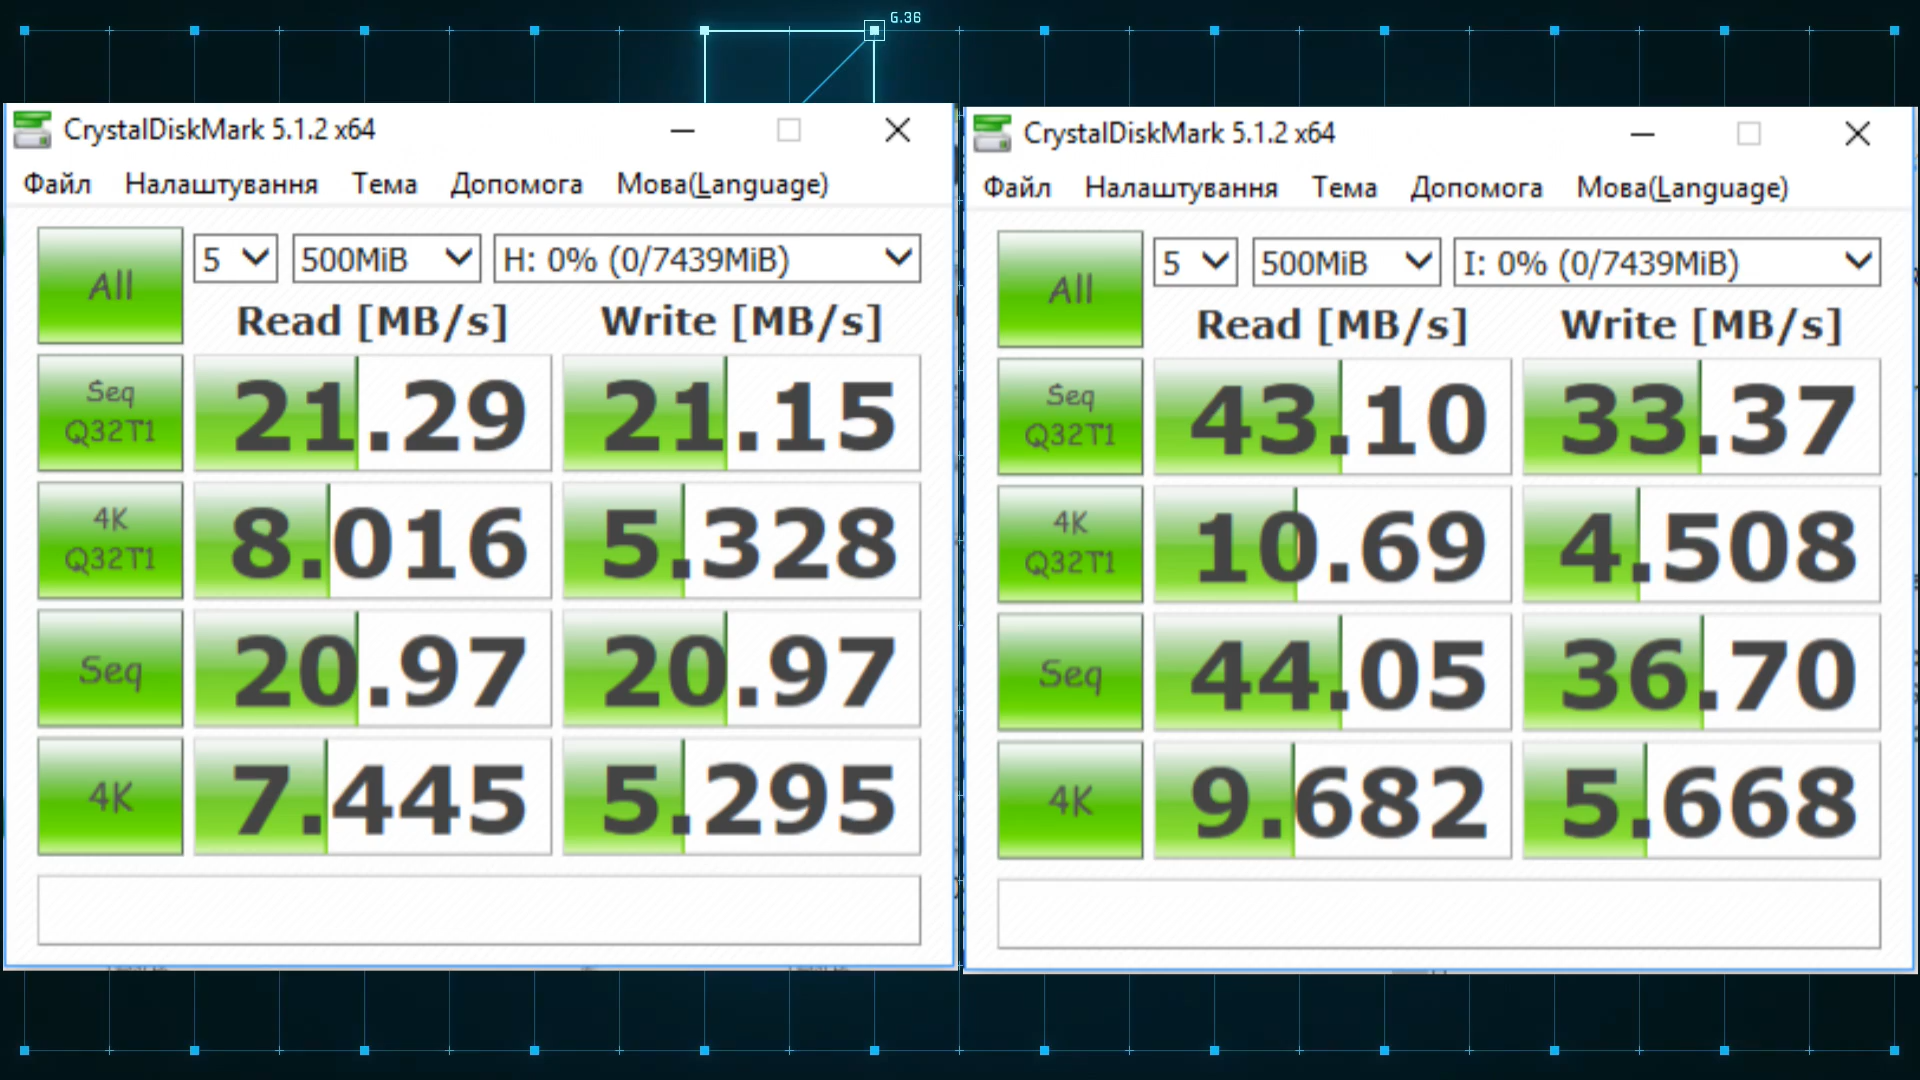 G.36
CrystalDiskMark 5.1.2 x64
Файл Налаштування Тема Допомога Мова(Language)
All 5 500MiB H: 0% (0/7439MiB)
Read [MB/s] Write [MB/s]
Seq Q32T1 21.29 21.15
4K Q32T1 8.016 5.328
Seq 20.97 20.97
4K 7.445 5.295
CrystalDiskMark 5.1.2 x64
Файл Налаштування Тема Допомога Мова(Language)
All 5 500MiB I: 0% (0/7439MiB)
Read [MB/s] Write [MB/s]
Seq Q32T1 43.10 33.37
4K Q32T1 10.69 4.508
Seq 44.05 36.70
4K 9.682 5.668